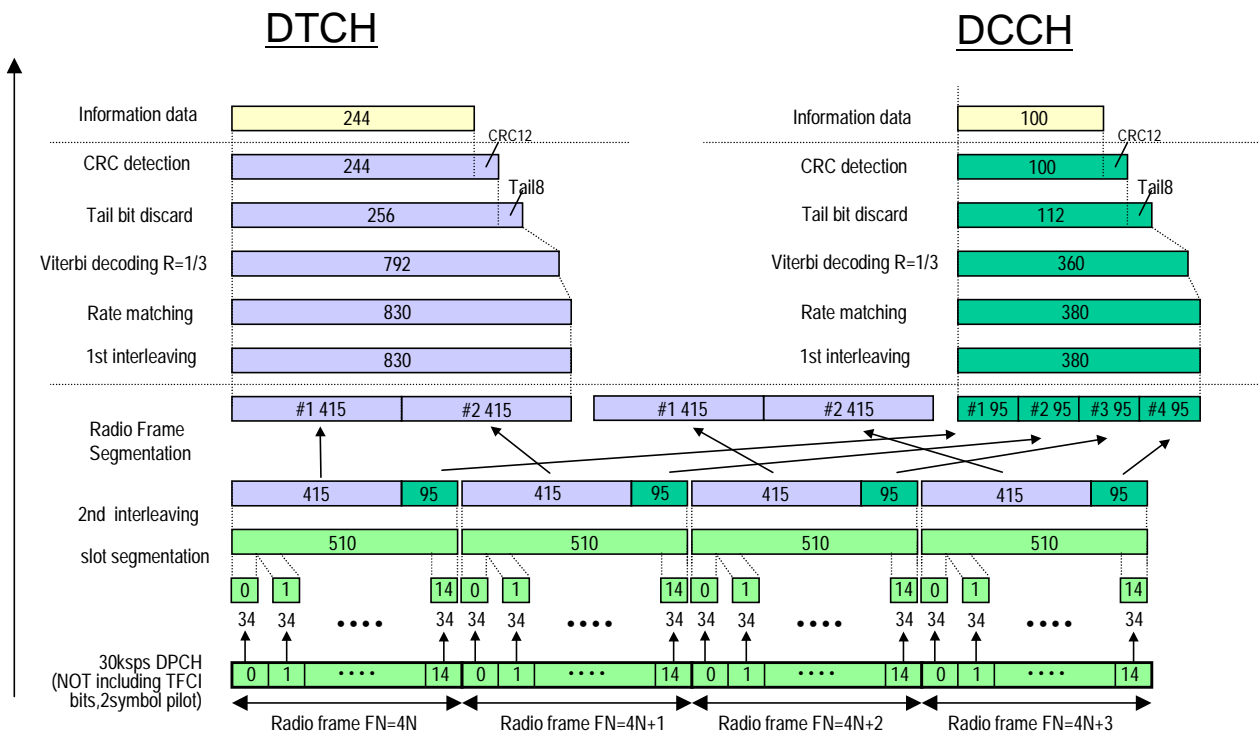 DTCH DCCH
Information data 244 Information data 100
CRC12 CRC12
CRC detection 244 CRC detection 100
Tail8 Tail8
Tail bit discard 256 Tail bit discard 112
Viterbi decoding R=1/3 792 Viterbi decoding R=1/3 360
Rate matching 830 Rate matching 380
1st interleaving 830 1st interleaving 380
#1 415 #2 415 #1 415 #2 415 #1 95 #2 95 #3 95 #4 95
Radio Frame
Segmentation
415 95 415 95 415 95 415 95
2nd interleaving
slot segmentation 510 510 510 510
0 1 14 0 1 14 0 1 14 0 1 14
34 34 •••• 34 34 34 •••• 34 34 34 •••• 34 34 34 •••• 34
30ksps DPCH
(NOT including TFCI
bits,2symbol pilot)
0 1 •••• 14 0 1 •••• 14 0 1 •••• 14 0 1 •••• 14
Radio frame FN=4N Radio frame FN=4N+1 Radio frame FN=4N+2 Radio frame FN=4N+3